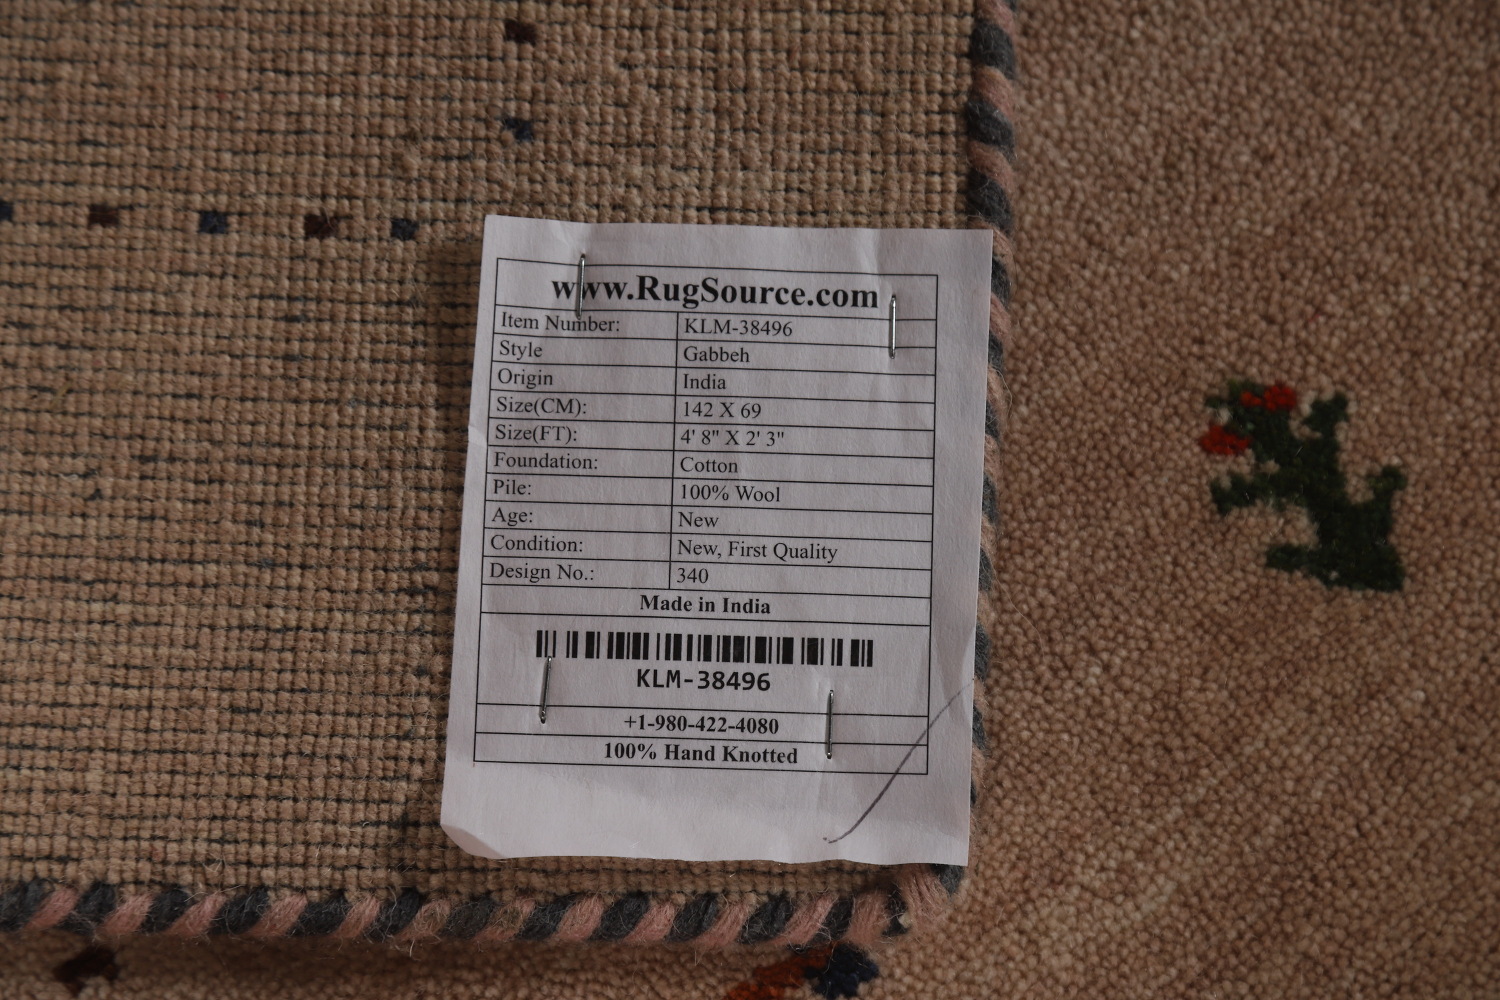 www.RugSource.com
Item Number: KLM-38496
Style Gabbeh
Origin India
Size(CM): 142 X 69
Size(FT): 4' 8" X 2' 3"
Foundation: Cotton
Pile: 100% Wool
Age: New
Condition: New, First Quality
Design No.: 340
Made in India
KLM-38496
+1-980-422-4080
100% Hand Knotted